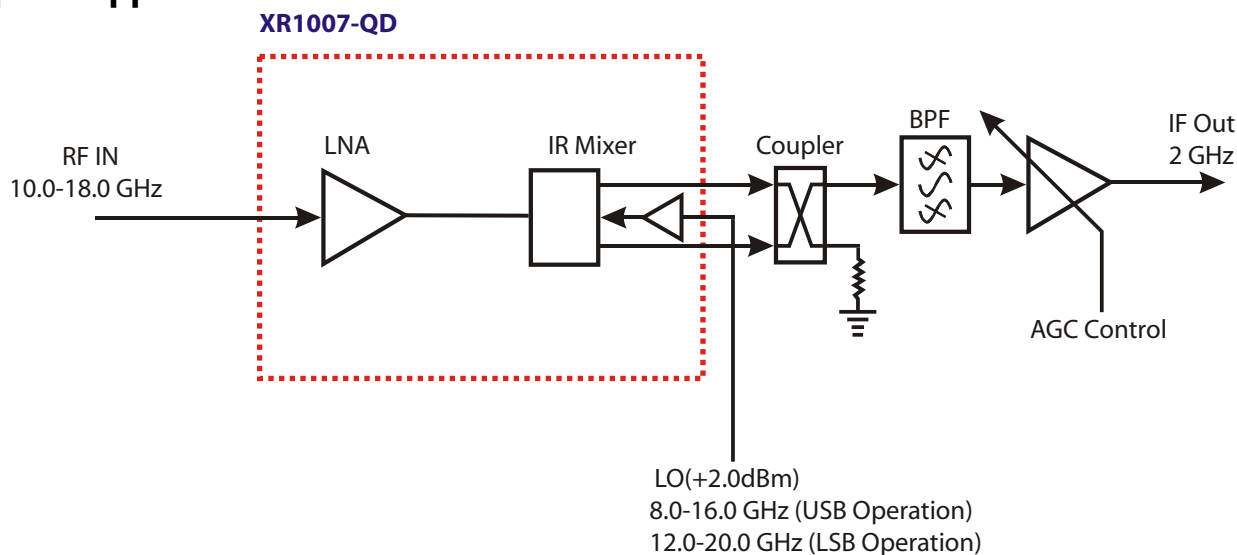 XR1007-QD
RF IN
10.0-18.0 GHz
LNA
IR Mixer
Coupler
BPF
IF Out
2 GHz
AGC Control
LO(+2.0dBm)
8.0-16.0 GHz (USB Operation)
12.0-20.0 GHz (LSB Operation)